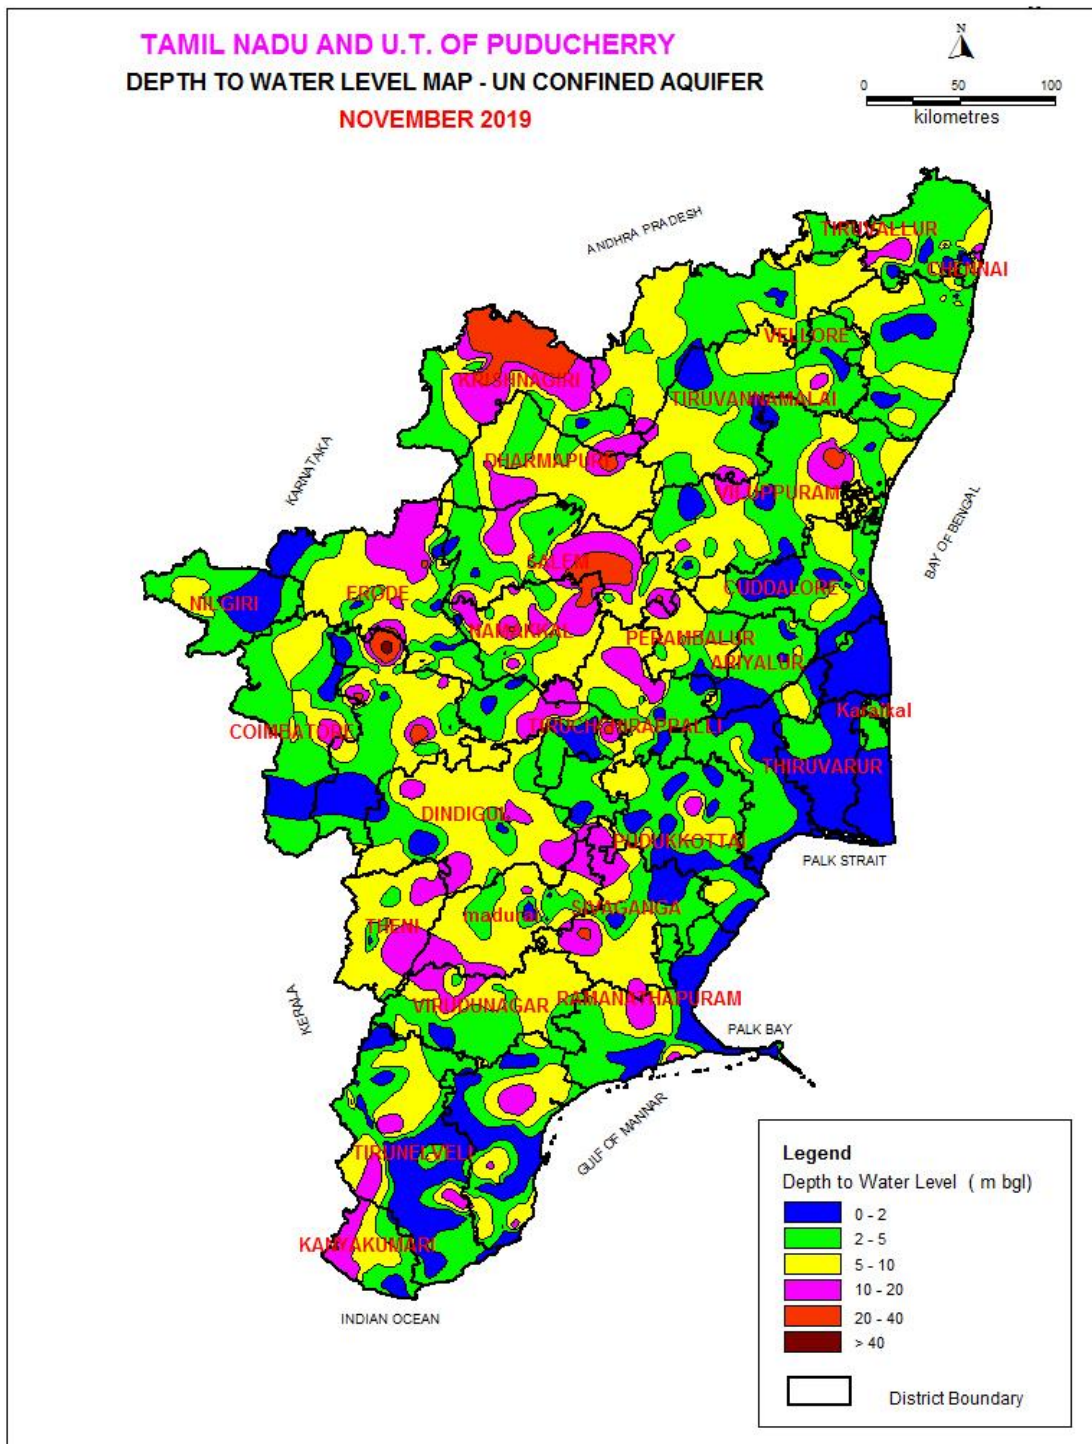 TAMIL NADU AND U.T. OF PUDUCHERRY
DEPTH TO WATER LEVEL MAP - UN CONFINED AQUIFER
NOVEMBER 2019
N
0 50 100
kilometres
ANDHRA PRADESH
TIRUVALLUR
CHENNAI
VELLORE
KRISHNAGIRI
TIRUVANNAMALAI
KARNATAKA
DHARMAPURI
VILUPPURAM
BAY OF BENGAL
SALEM
CUDDALORE
NILGIRI
ERODE
NAMAKKAL
PERAMBALUR
ARIYALUR
Karaikal
COIMBATORE
TIRUCHCHIRAPPALLI
THIRUVARUR
DINDIGUL
PUDUKKOTTAI
PALK STRAIT
madurai
SIVAGANGA
THENI
KERALA
VIRUDUNAGAR
RAMANATHAPURAM
PALK BAY
GULF OF MANNAR
TIRUNELVELI
KANYAKUMARI
INDIAN OCEAN
Legend
Depth to Water Level ( m bgl)
0 - 2
2 - 5
5 - 10
10 - 20
20 - 40
> 40
District Boundary